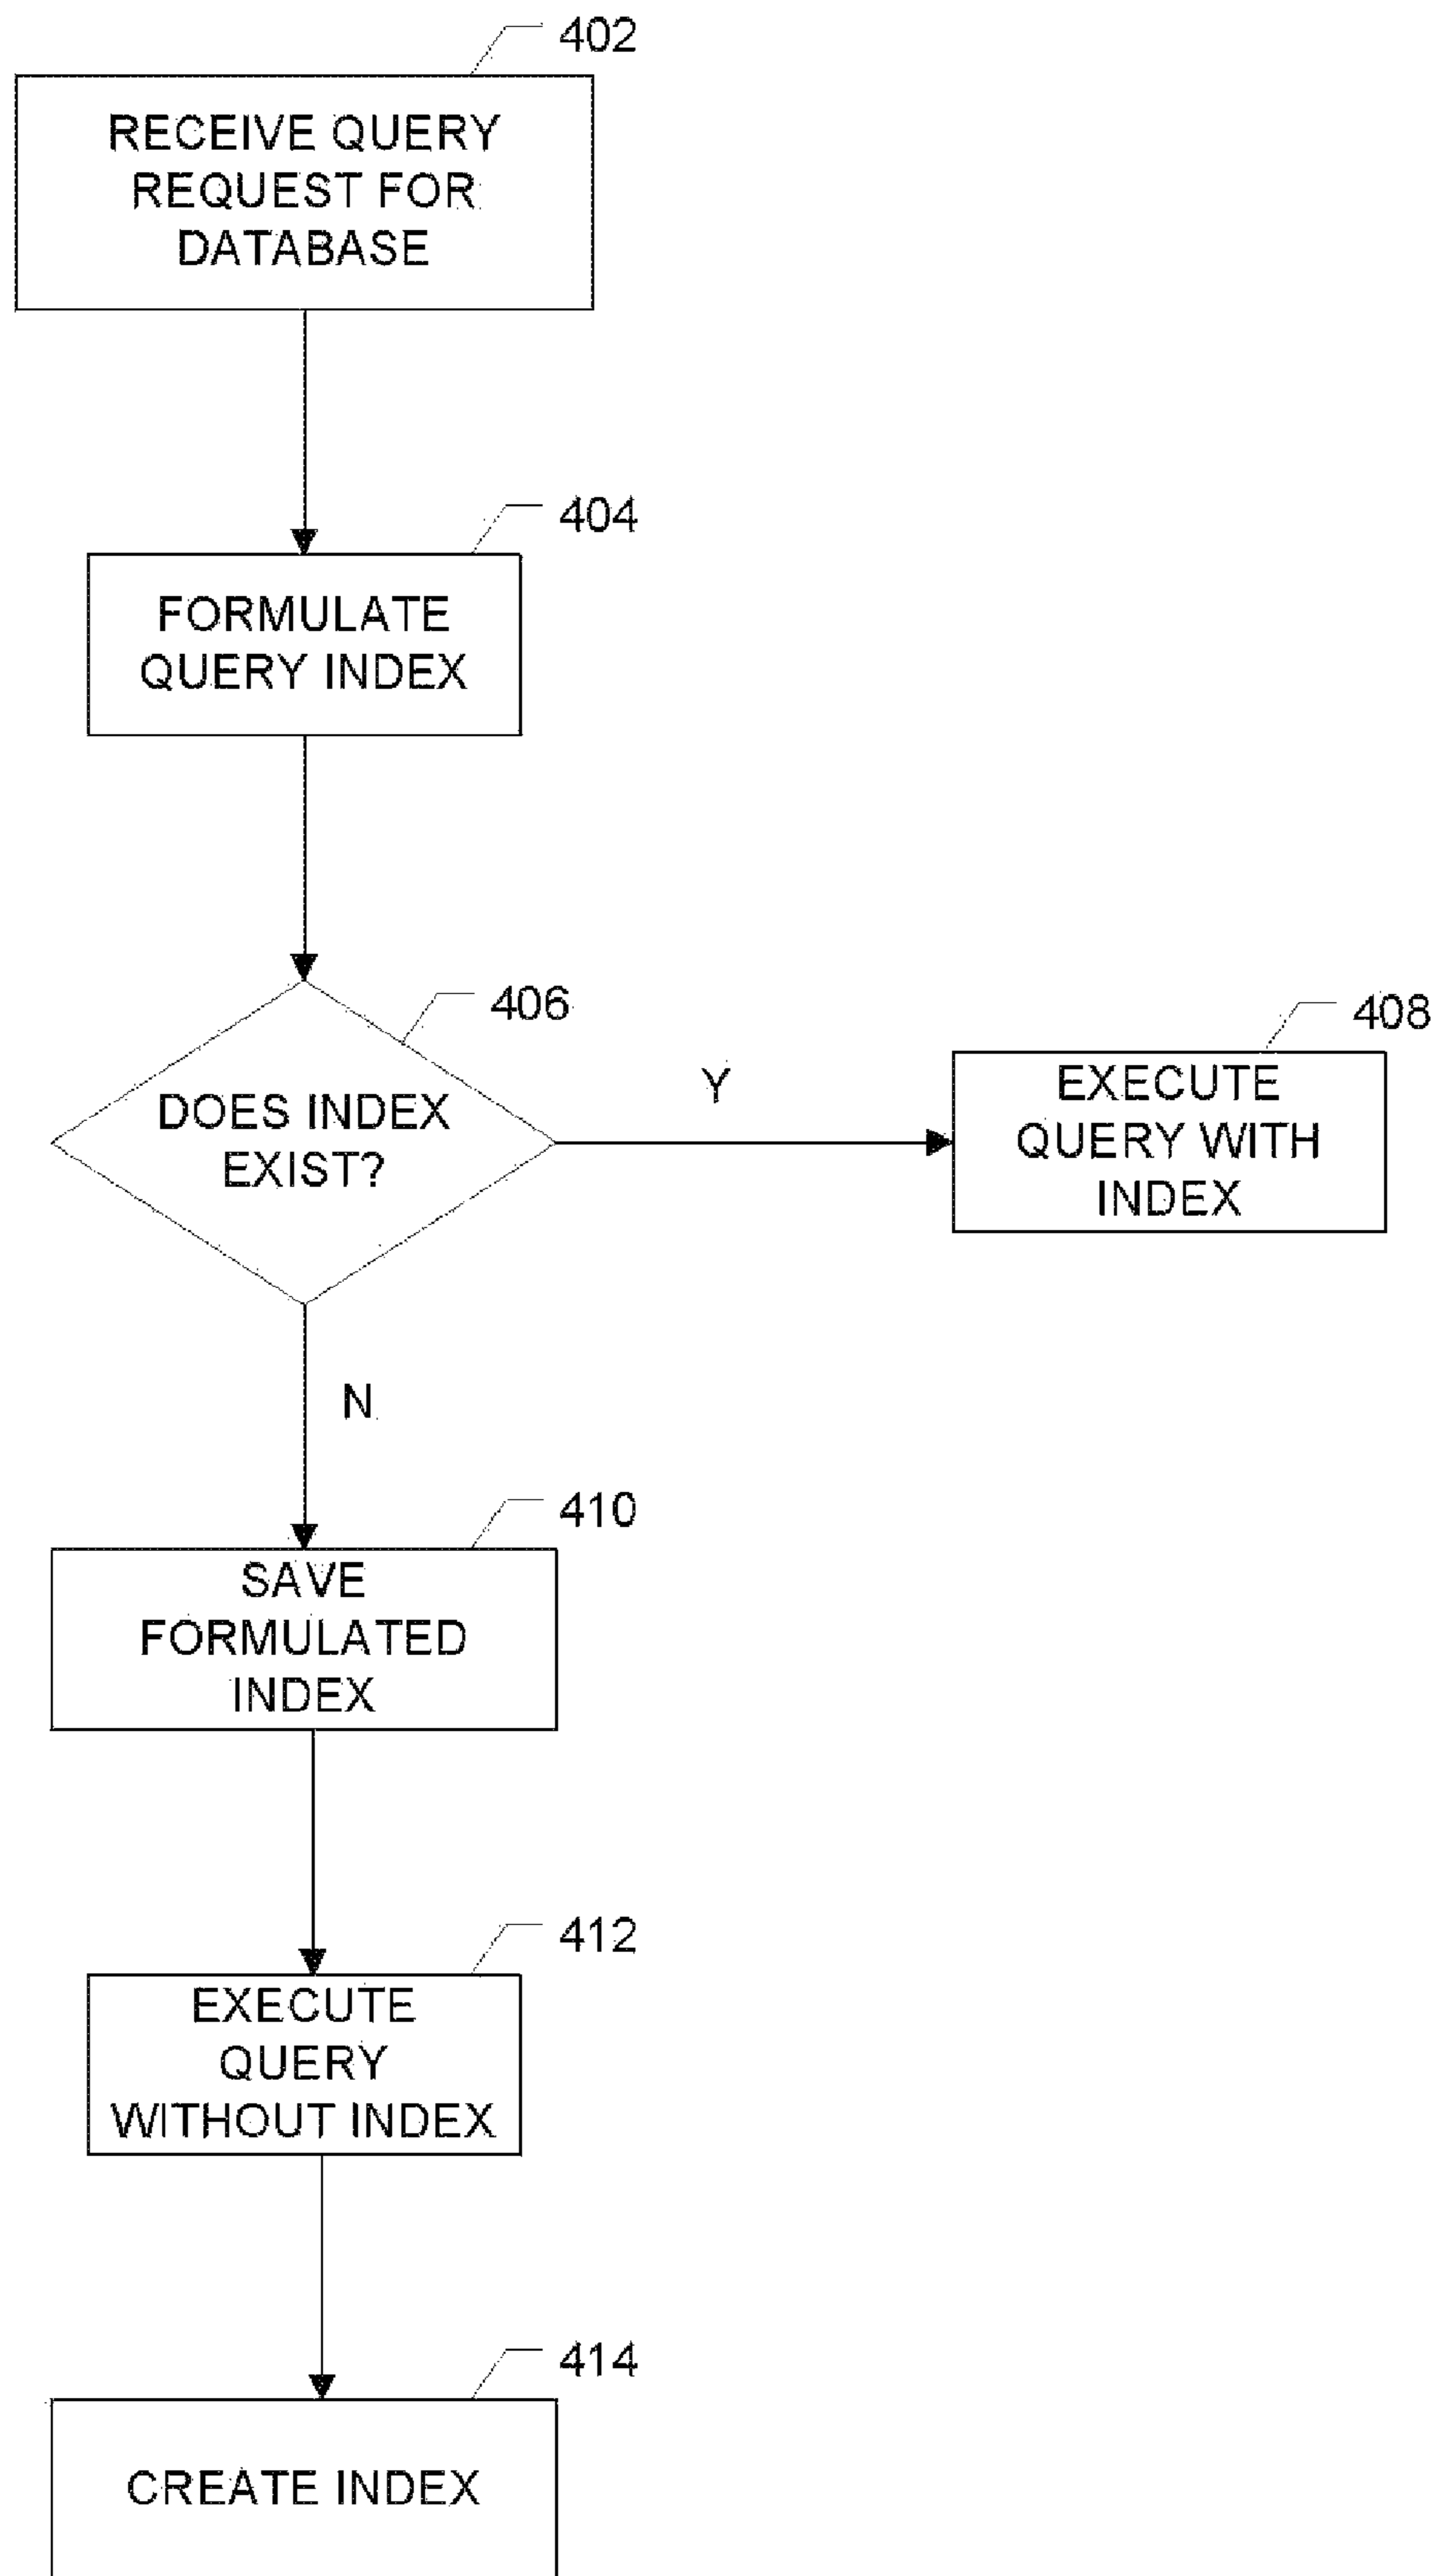 402
RECEIVE QUERY
REQUEST FOR
DATABASE
404
FORMULATE
QUERY INDEX
406
DOES INDEX
EXIST?
Y
408
EXECUTE
QUERY WITH
INDEX
N
410
SAVE
FORMULATED
INDEX
412
EXECUTE
QUERY
WITHOUT INDEX
414
CREATE INDEX